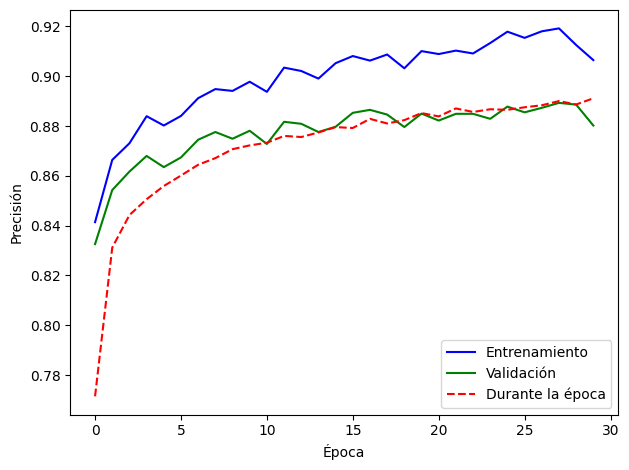 0.92
0.90
0.88
0.86
0.84
0.82
0.80
0.78
Precisión
0 5 10 15 20 25 30
Época
Entrenamiento
Validación
Durante la época